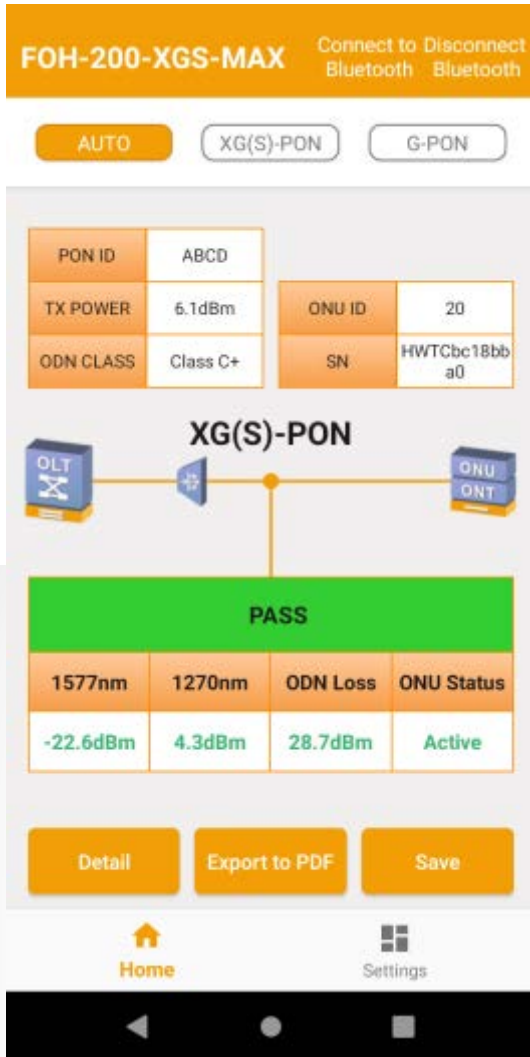 FOH-200-XGS-MAX
Connect to Disconnect
Bluetooth Bluetooth
AUTO
XG(S)-PON
G-PON
PON ID ABCD
TX POWER 6.1dBm
ODN CLASS Class C+
ONU ID 20
SN HWTCbc18bb
a0
XG(S)-PON
OLT
ONU
ONT
PASS
1577nm 1270nm ODN Loss ONU Status
-22.6dBm 4.3dBm 28.7dBm Active
Detail
Export to PDF
Save
Home
Settings